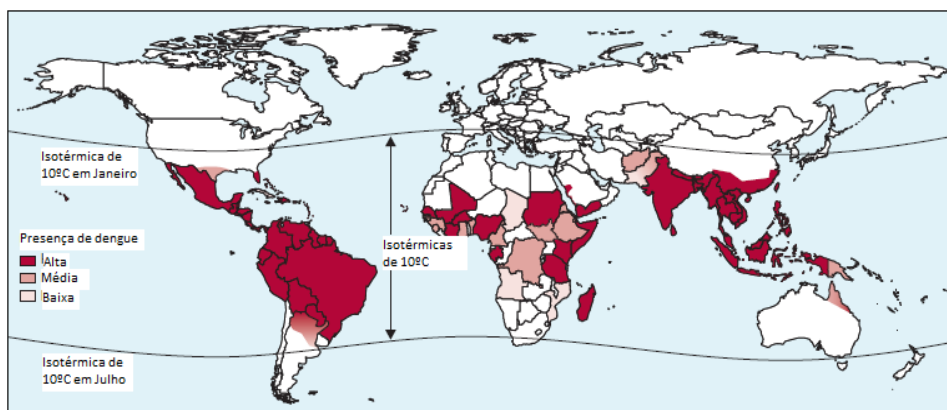 Isotérmica de
10ºC em Janeiro
Presença de dengue
Alta
Média
Baixa
Isotérmicas
de 10ºC
Isotérmica de
10ºC em Julho